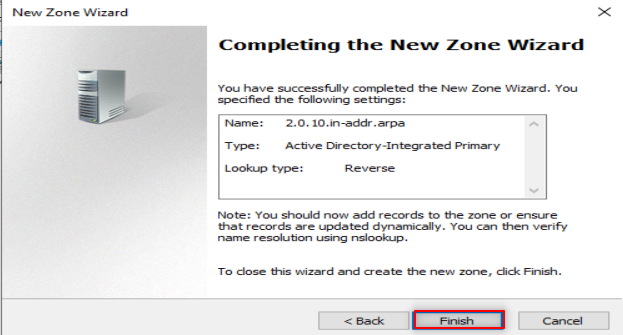 New Zone Wizard
Completing the New Zone Wizard
You have successfully completed the New Zone Wizard. You
specified the following settings:
Name: 2.0.10.in-addr.arpa
Type: Active Directory-Integrated Primary
Lookup type: Reverse
Note: You should now add records to the zone or ensure
that records are updated dynamically. You can then verify
name resolution using nslookup.
To close this wizard and create the new zone, click Finish.
< Back Finish Cancel